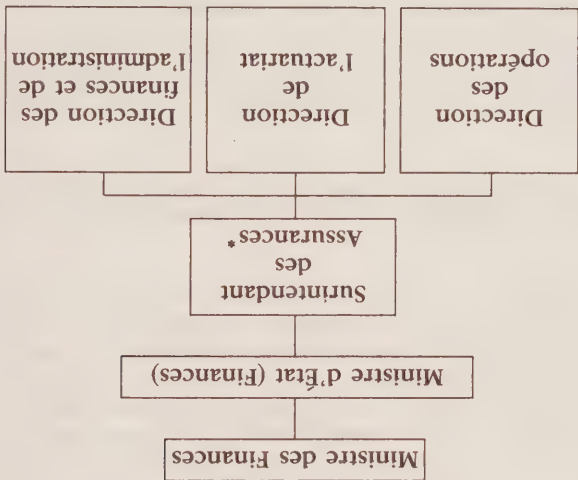 Ministre des Finances
Ministre d'État (Finances)
Surintendant
des
Assurances*
Direction
des
opérations
Direction
de
l'actuariat
Direction des
finances et de
l'administration